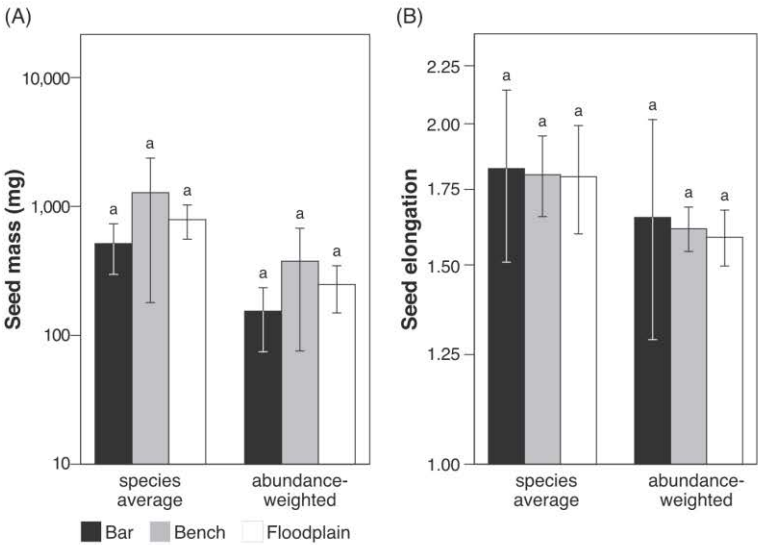 (A)
Seed mass (mg)
10,000
1,000
100
10
a
a
a
a
a
a
species
average
abundance-
weighted
(B)
Seed elongation
2.25
2.00
1.75
1.50
1.25
1.00
a
a
a
a
a
a
species
average
abundance-
weighted
Bar Bench Floodplain